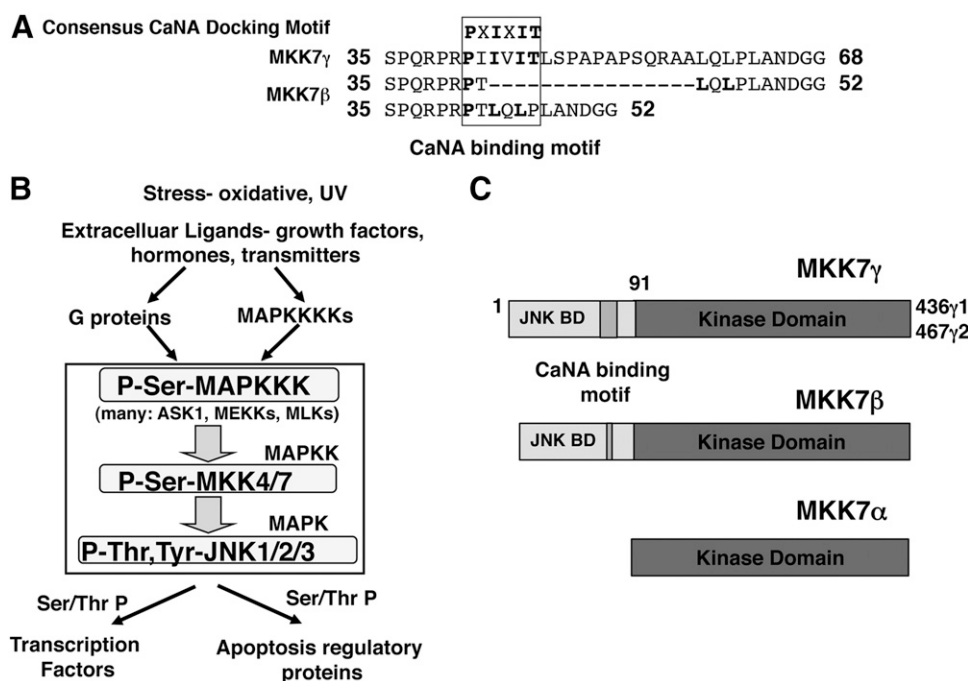 A
Consensus CaNA Docking Motif PXIXIT
MKK7γ 35 SPQRPRPIIVITLSPAPAPSQRAALQLPLANDGG 68
MKK7β
35 SPQRPRPT-----------------LQLPLANDGG 52
35 SPQRPRPTLQLPLANDGG 52
CaNA binding motif
B
Stress- oxidative, UV
Extracelluar Ligands- growth factors,
hormones, transmitters
G proteins MAPKKKKs
P-Ser-MAPKKK
(many: ASK1, MEKKs, MLKs)
MAPKK
P-Ser-MKK4/7
MAPK
P-Thr,Tyr-JNK1/2/3
Ser/Thr P Ser/Thr P
Transcription
Factors
Apoptosis regulatory
proteins
C
MKK7γ
1 91
JNK BD Kinase Domain 436γ1
467γ2
CaNA binding
motif
MKK7β
JNK BD Kinase Domain
MKK7α
Kinase Domain